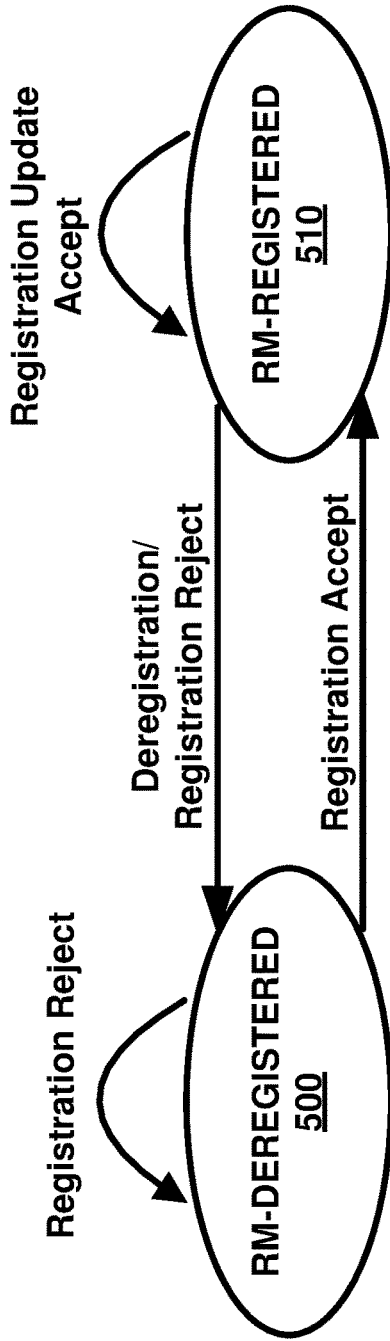 Registration Reject
Registration Update
Accept
Deregistration/
Registration Reject
RM-DEREGISTERED
500
RM-REGISTERED
510
Registration Accept